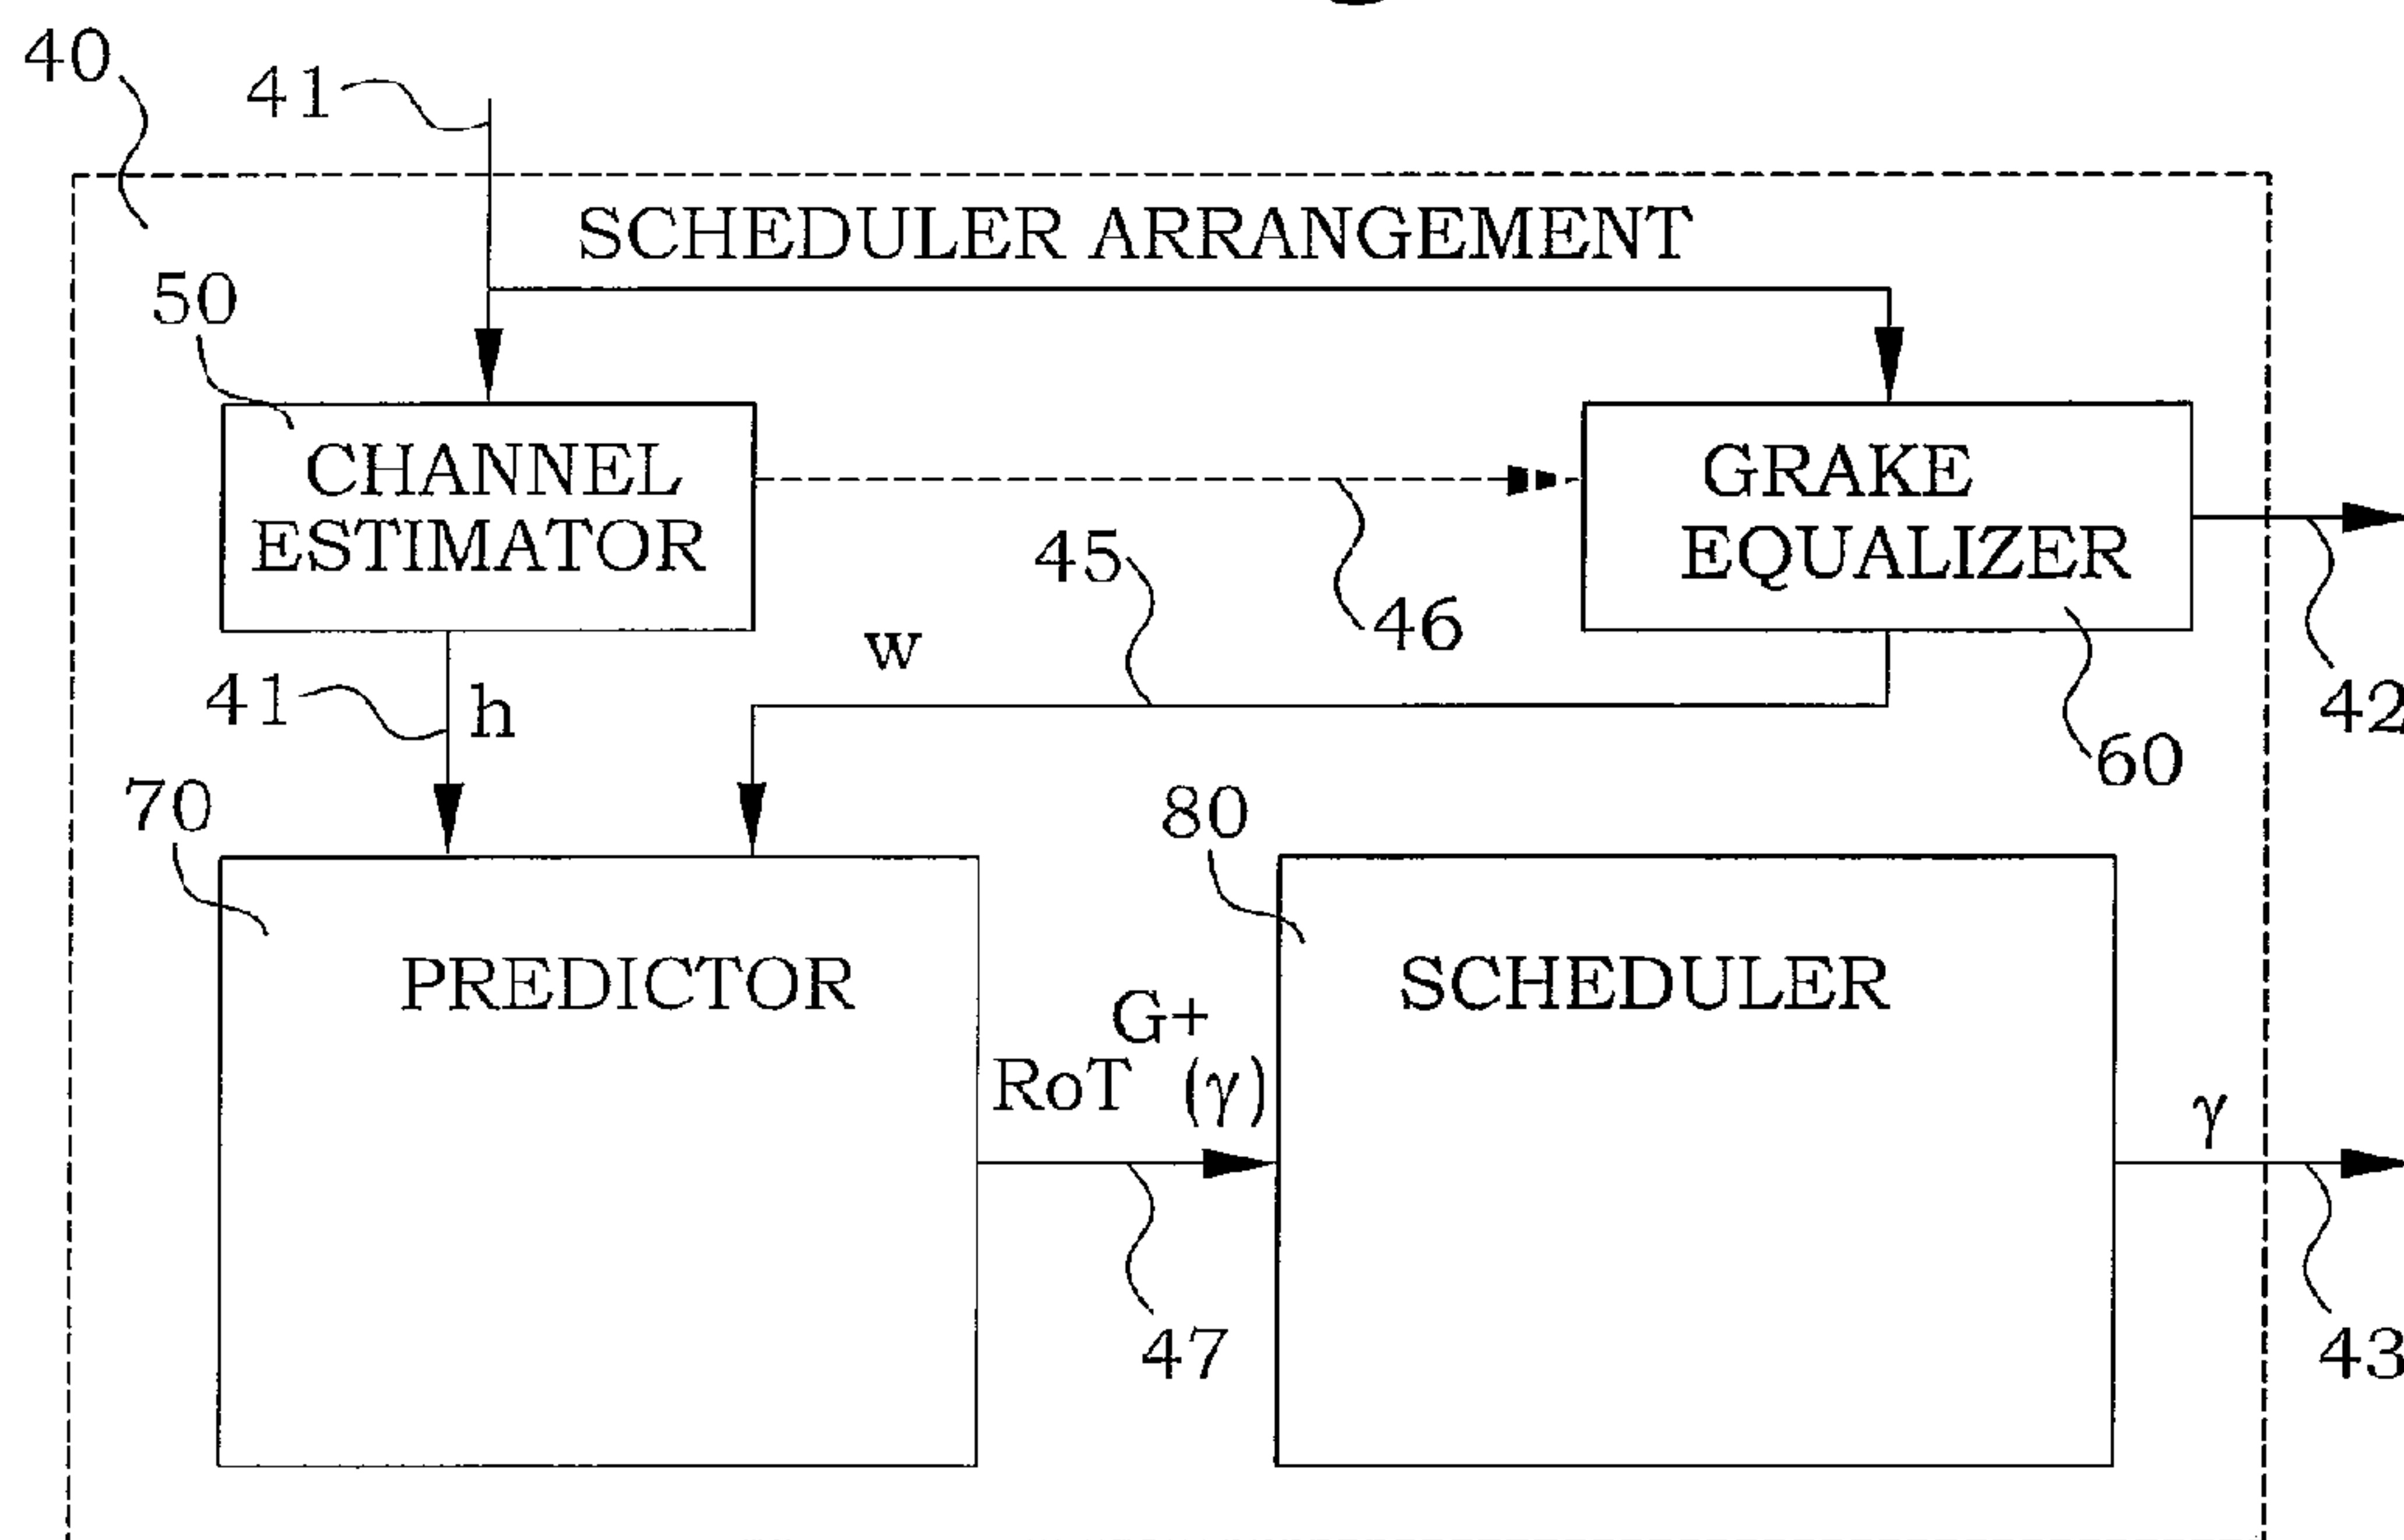 40
41
SCHEDULER ARRANGEMENT
50
CHANNEL
ESTIMATOR
GRAKE
EQUALIZER
45
46
w
41
h
42
60
70
80
PREDICTOR
SCHEDULER
G+
RoT (γ)
γ
47
43